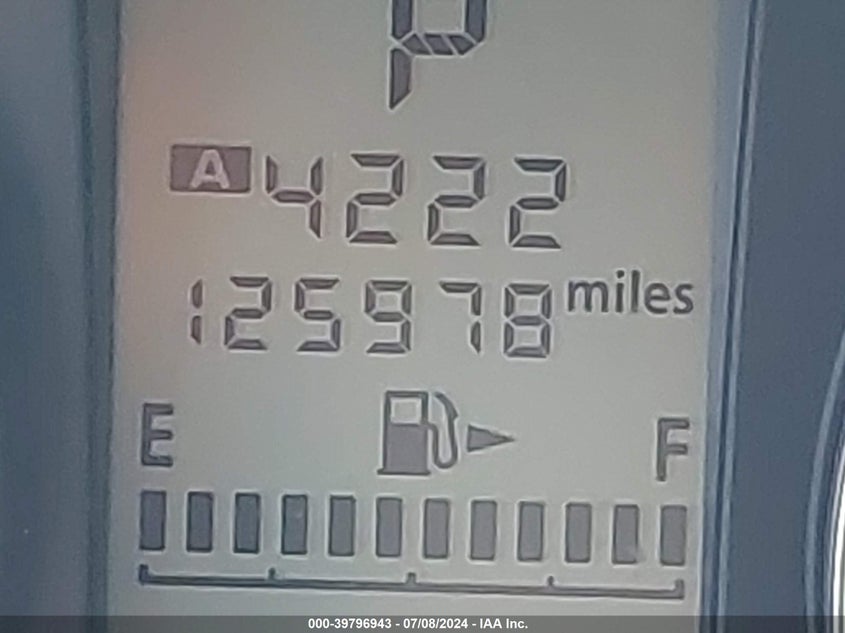 P
A 4222
125978 miles
E F
000-39796943 - 07/08/2024 - IAA Inc.